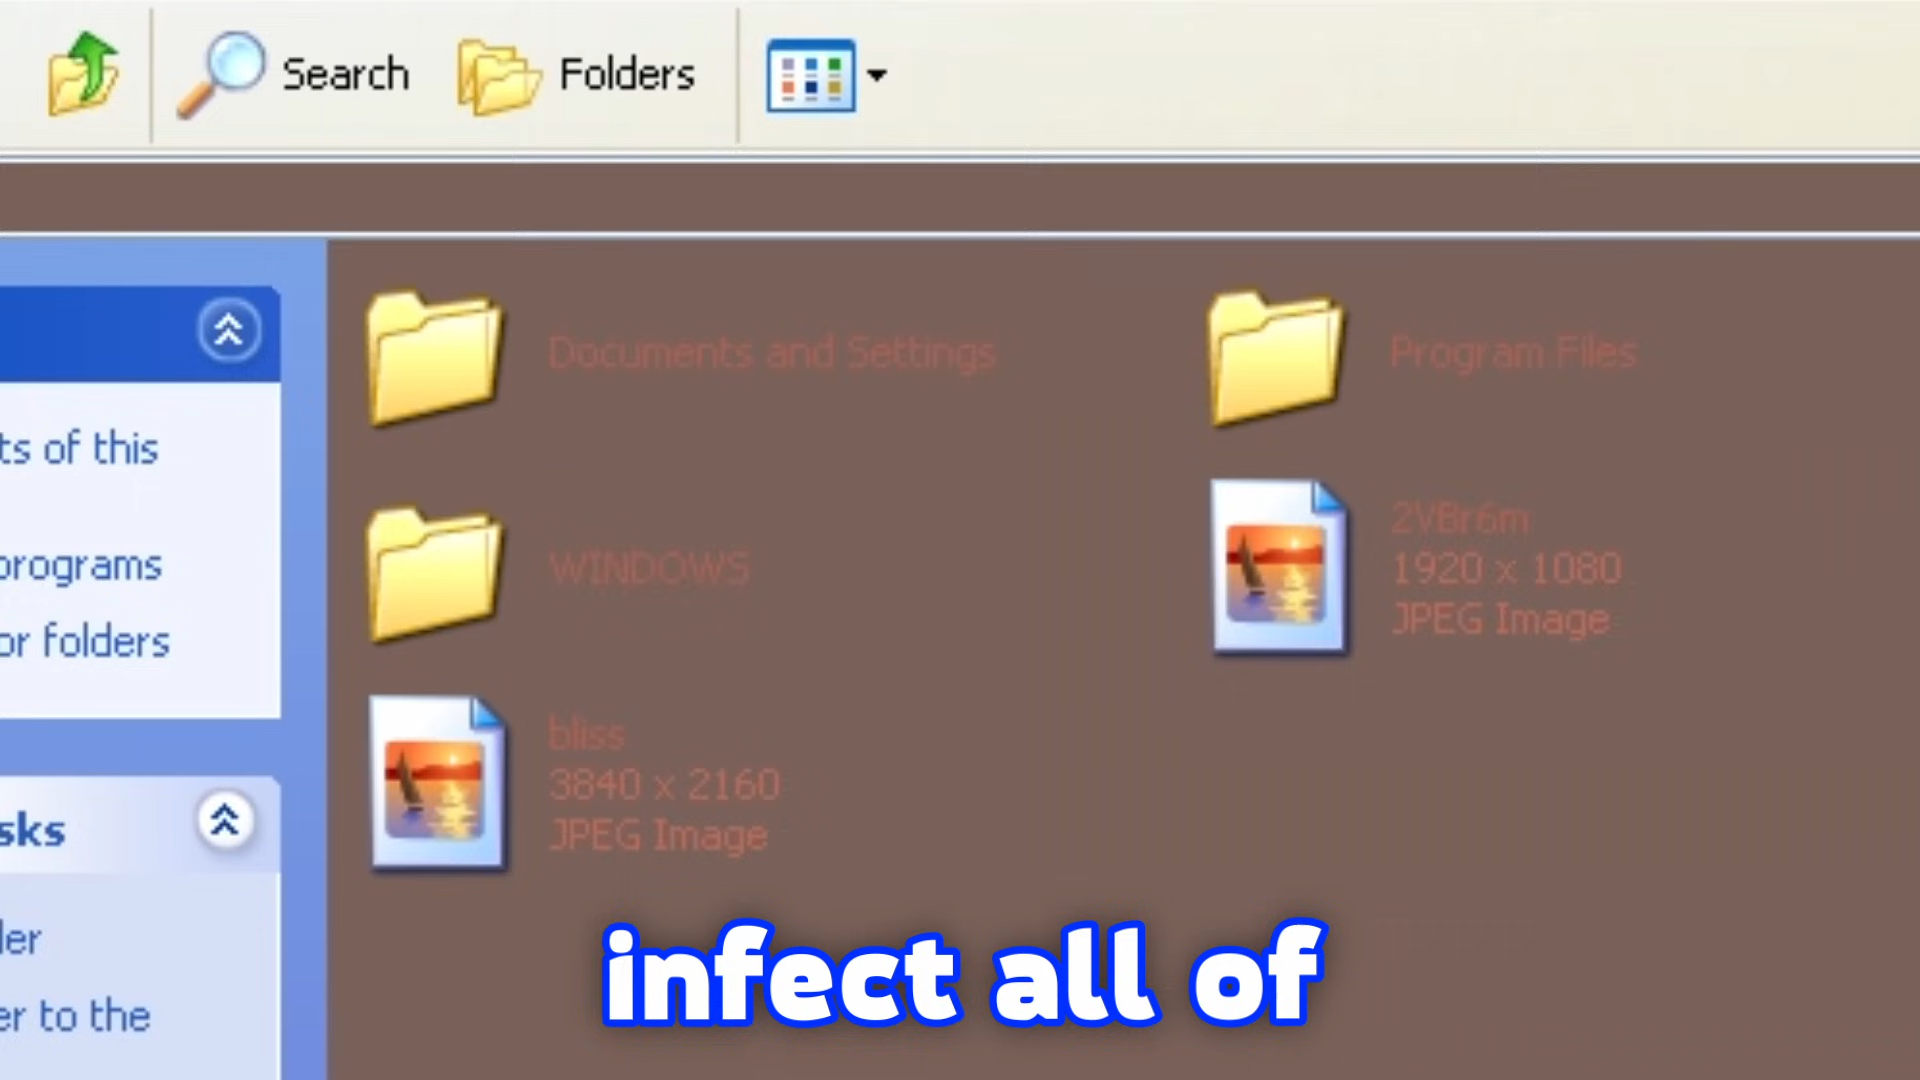 Search
Folders
Documents and Settings
Program Files
ts of this
programs
or folders
WINDOWS
2VBr6m
1920 x 1080
JPEG Image
bliss
3840 x 2160
JPEG Image
sks
ler
er to the
infect all of